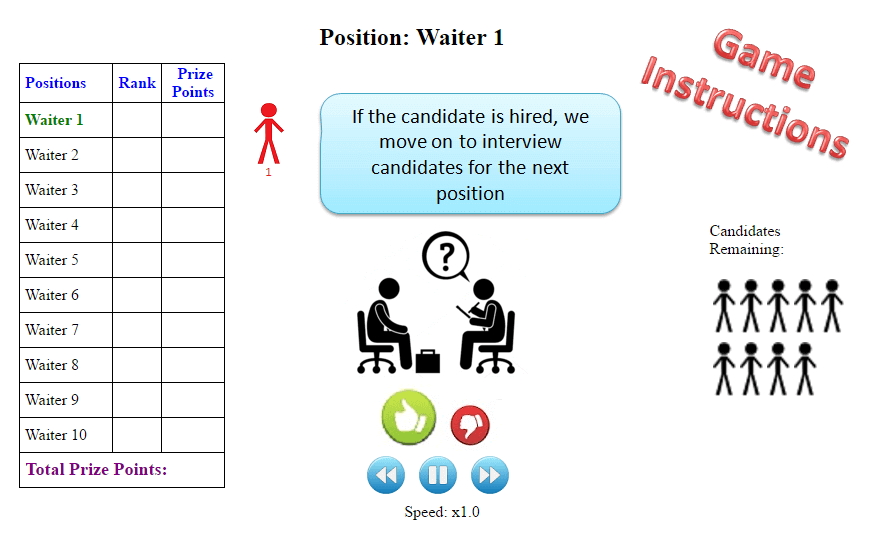 Position: Waiter 1
Game
Instructions
Positions Rank Prize Points
Waiter 1
Waiter 2
Waiter 3
Waiter 4
Waiter 5
Waiter 6
Waiter 7
Waiter 8
Waiter 9
Waiter 10
Total Prize Points:
1
If the candidate is hired, we
move on to interview
candidates for the next
position
?
Candidates
Remaining:
Speed: x1.0